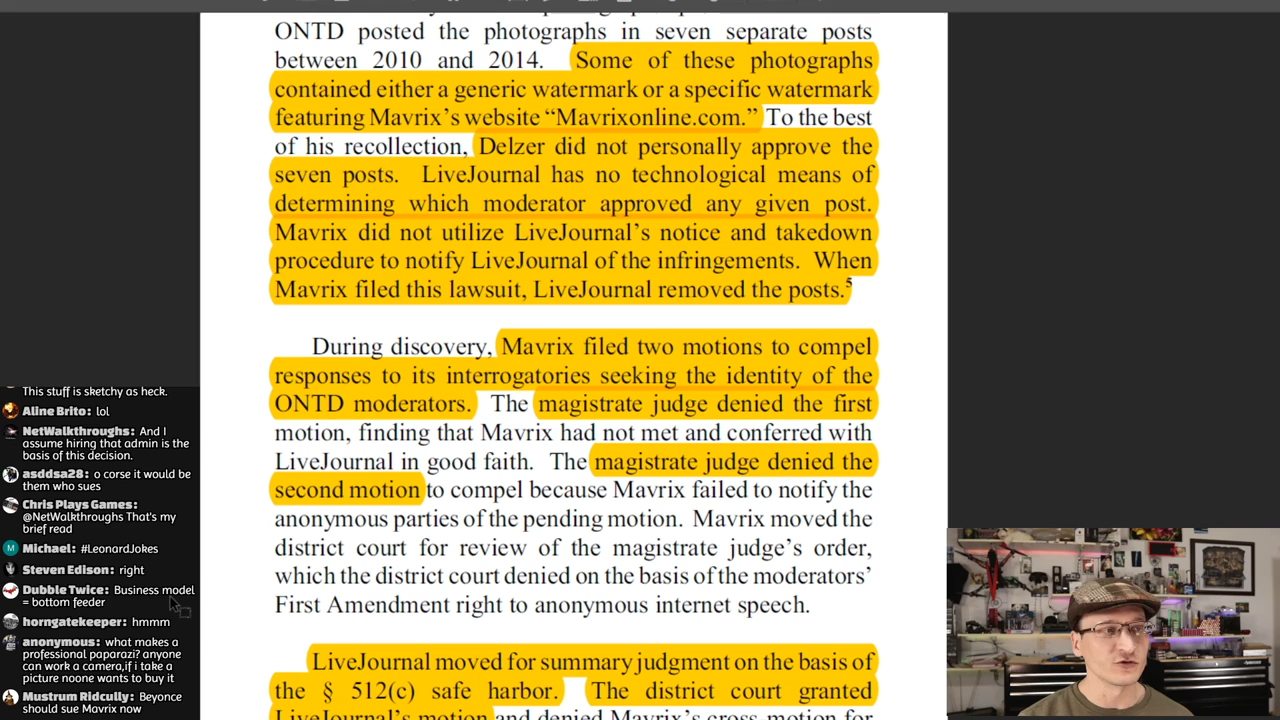 ONTD posted the photographs in seven separate posts
between 2010 and 2014. Some of these photographs
contained either a generic watermark or a specific watermark
featuring Mavrix’s website “Mavrixonline.com.” To the best
of his recollection, Delzer did not personally approve the
seven posts. LiveJournal has no technological means of
determining which moderator approved any given post.
Mavrix did not utilize LiveJournal’s notice and takedown
procedure to notify LiveJournal of the infringements. When
Mavrix filed this lawsuit, LiveJournal removed the posts.5
During discovery, Mavrix filed two motions to compel
responses to its interrogatories seeking the identity of the
ONTD moderators. The magistrate judge denied the first
motion, finding that Mavrix had not met and conferred with
LiveJournal in good faith. The magistrate judge denied the
second motion to compel because Mavrix failed to notify the
anonymous parties of the pending motion. Mavrix moved the
district court for review of the magistrate judge’s order,
which the district court denied on the basis of the moderators’
First Amendment right to anonymous internet speech.
LiveJournal moved for summary judgment on the basis of
the § 512(c) safe harbor. The district court granted
LiveJournal’s motion and denied Mavrix’s cross-motion for
This stuff is sketchy as heck.
Aline Brito: lol
NetWalkthroughs: And I
assume hiring that admin is the
basis of this decision.
asddsa28: o corse it would be
them who sues
Chris Plays Games:
@NetWalkthroughs That's my
brief read
M Michael: #LeonardJokes
Steven Edison: right
Dubble Twice: Business model
= bottom feeder
horngatekeeper: hmmm
anonymous: what makes a
professional paparazi? anyone
can work a camera,if i take a
picture noone wants to buy it
Mustrum Ridcully: Beyonce
should sue Mavrix now